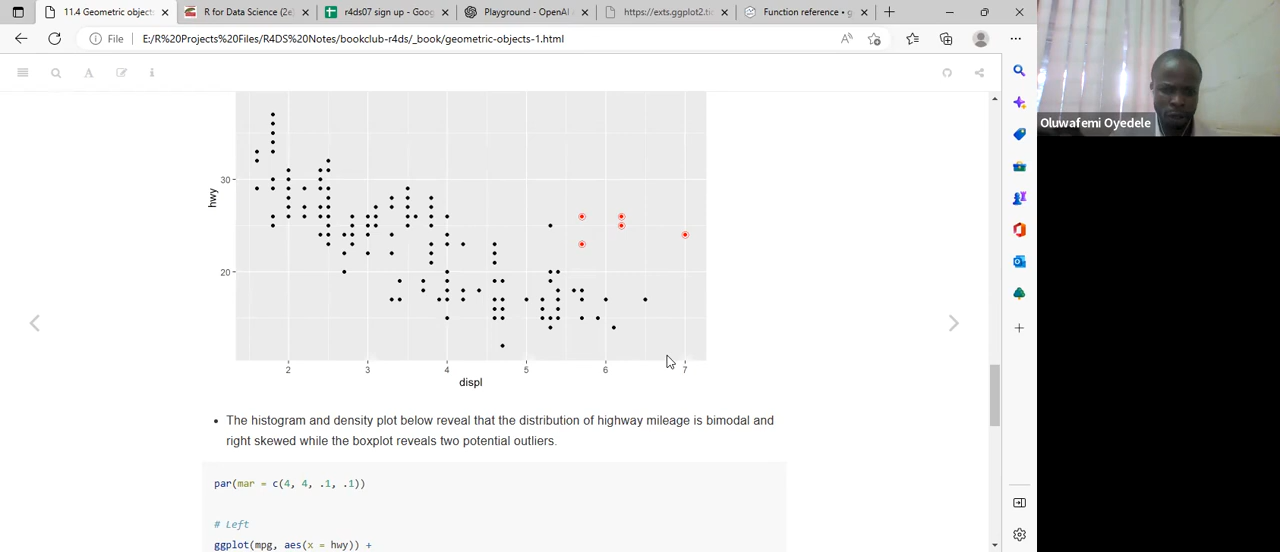 11.4 Geometric objects
R for Data Science (2e)
r4ds07 sign up - Goog
Playground - OpenAI
https://exts.ggplot2.tid
Function reference • g
File
E:/R%20Projects%20Files/R4DS%20Notes/bookclub-r4ds/_book/geometric-objects-1.html
Oluwafemi Oyedele
hwy
30
20
2 3 4 5 6 7
displ
• The histogram and density plot below reveal that the distribution of highway mileage is bimodal and
right skewed while the boxplot reveals two potential outliers.
par(mar = c(4, 4, .1, .1))
# Left
ggplot(mpg, aes(x = hwy)) +